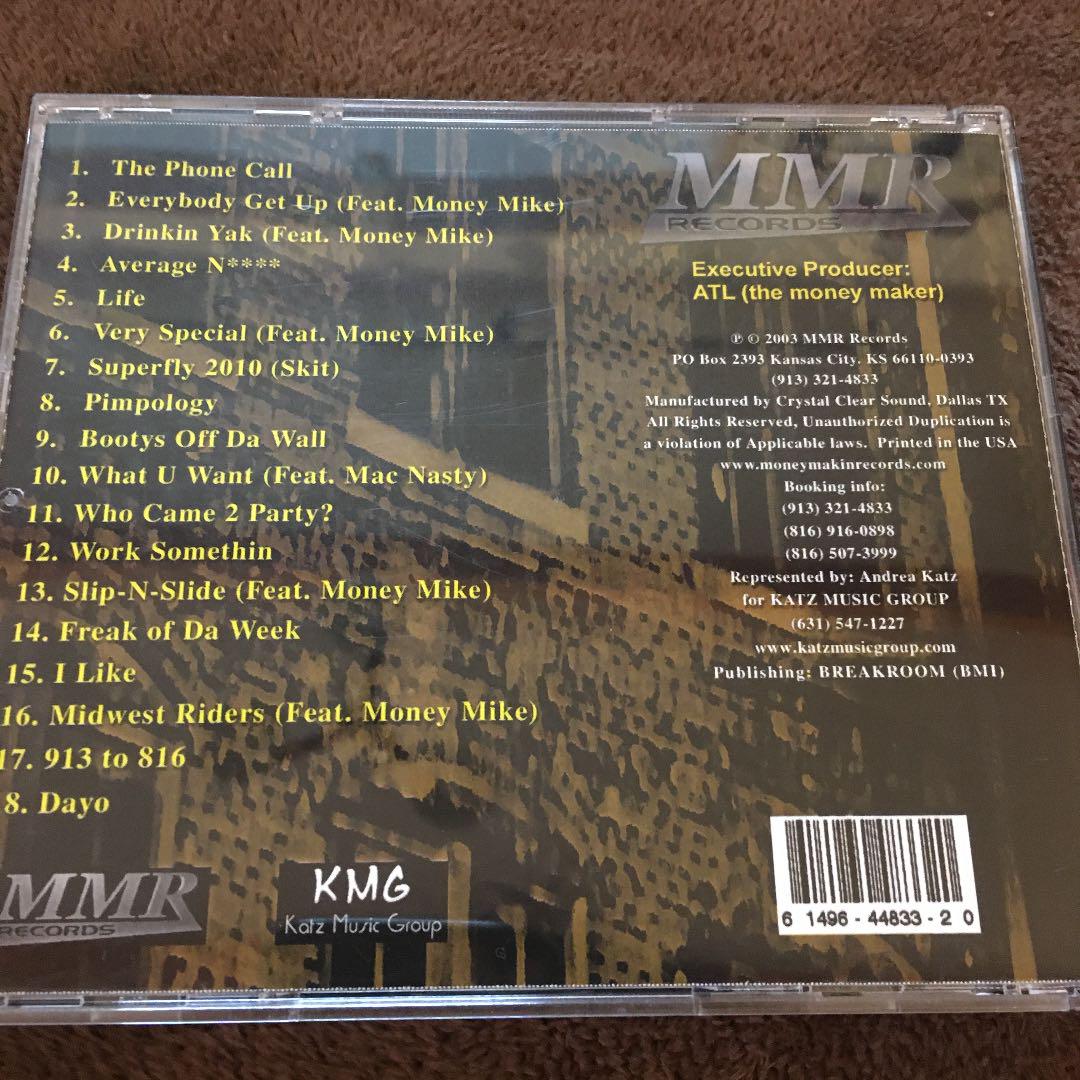 1. The Phone Call
2. Everybody Get Up (Feat. Money Mike)
3. Drinkin Yak (Feat. Money Mike)
4. Average N****
5. Life
6. Very Special (Feat. Money Mike)
7. Superfly 2010 (Skit)
8. Pimpology
9. Bootys Off Da Wall
10. What U Want (Feat. Mac Nasty)
11. Who Came 2 Party?
12. Work Somethin
13. Slip-N-Slide (Feat. Money Mike)
14. Freak of Da Week
15. I Like
16. Midwest Riders (Feat. Money Mike)
17. 913 to 816
8. Dayo
MMR
RECORDS
KMG
Katz Music Group
MMR
RECORDS
Executive Producer:
ATL (the money maker)
℗ © 2003 MMR Records
PO Box 2393 Kansas City. KS 66110-0393
(913) 321-4833
Manufactured by Crystal Clear Sound, Dallas TX
All Rights Reserved, Unauthorized Duplication is
a violation of Applicable laws. Printed in the USA
www.moneymakinrecords.com
Booking info:
(913) 321-4833
(816) 916-0898
(816) 507-3999
Represented by: Andrea Katz
for KATZ MUSIC GROUP
(631) 547-1227
www.katzmusicgroup.com
Publishing: BREAKROOM (BMI)
6 1496-44833-2 0